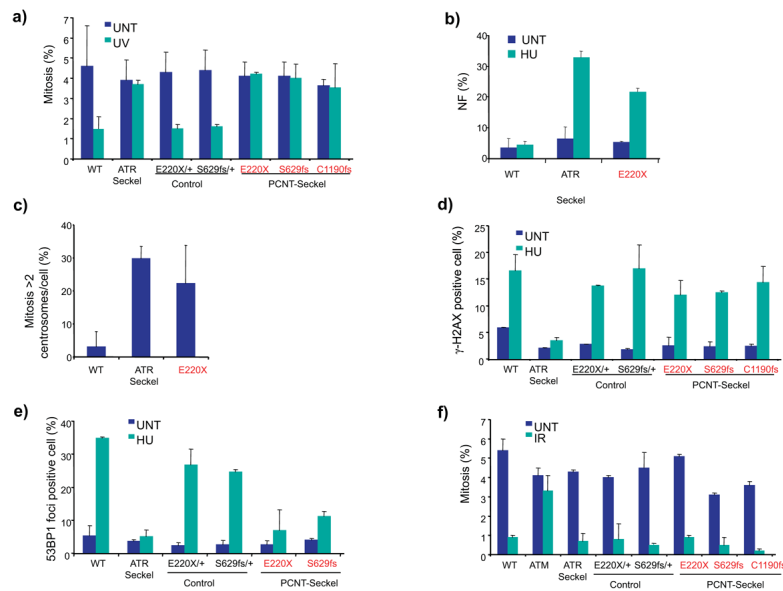 a)
UNT
UV
Mitosis (%)
7
6
5
4
3
2
1
0
WT
ATR
Seckel
E220X/+
S629fs/+
E220X
S629fs
C1190fs
Control
PCNT-Seckel
b)
UNT
HU
NF (%)
40
30
20
10
0
WT
ATR
E220X
Seckel
c)
Mitosis >2
centrosomes/cell (%)
40
30
20
10
0
WT
ATR
Seckel
E220X
d)
UNT
HU
γ-H2AX positive cell (%)
25
20
15
10
5
0
WT
ATR
Seckel
E220X/+
S629fs/+
E220X
S629fs
C1190fs
Control
PCNT-Seckel
e)
UNT
HU
53BP1 foci positive cell (%)
40
30
20
10
0
WT
ATR
Seckel
E220X/+
S629fs/+
E220X
S629fs
Control
PCNT-Seckel
f)
UNT
IR
Mitosis (%)
7
6
5
4
3
2
1
0
WT
ATM
ATR
Seckel
E220X/+
S629fs/+
E220X
S629fs
C1190fs
Control
PCNT-Seckel